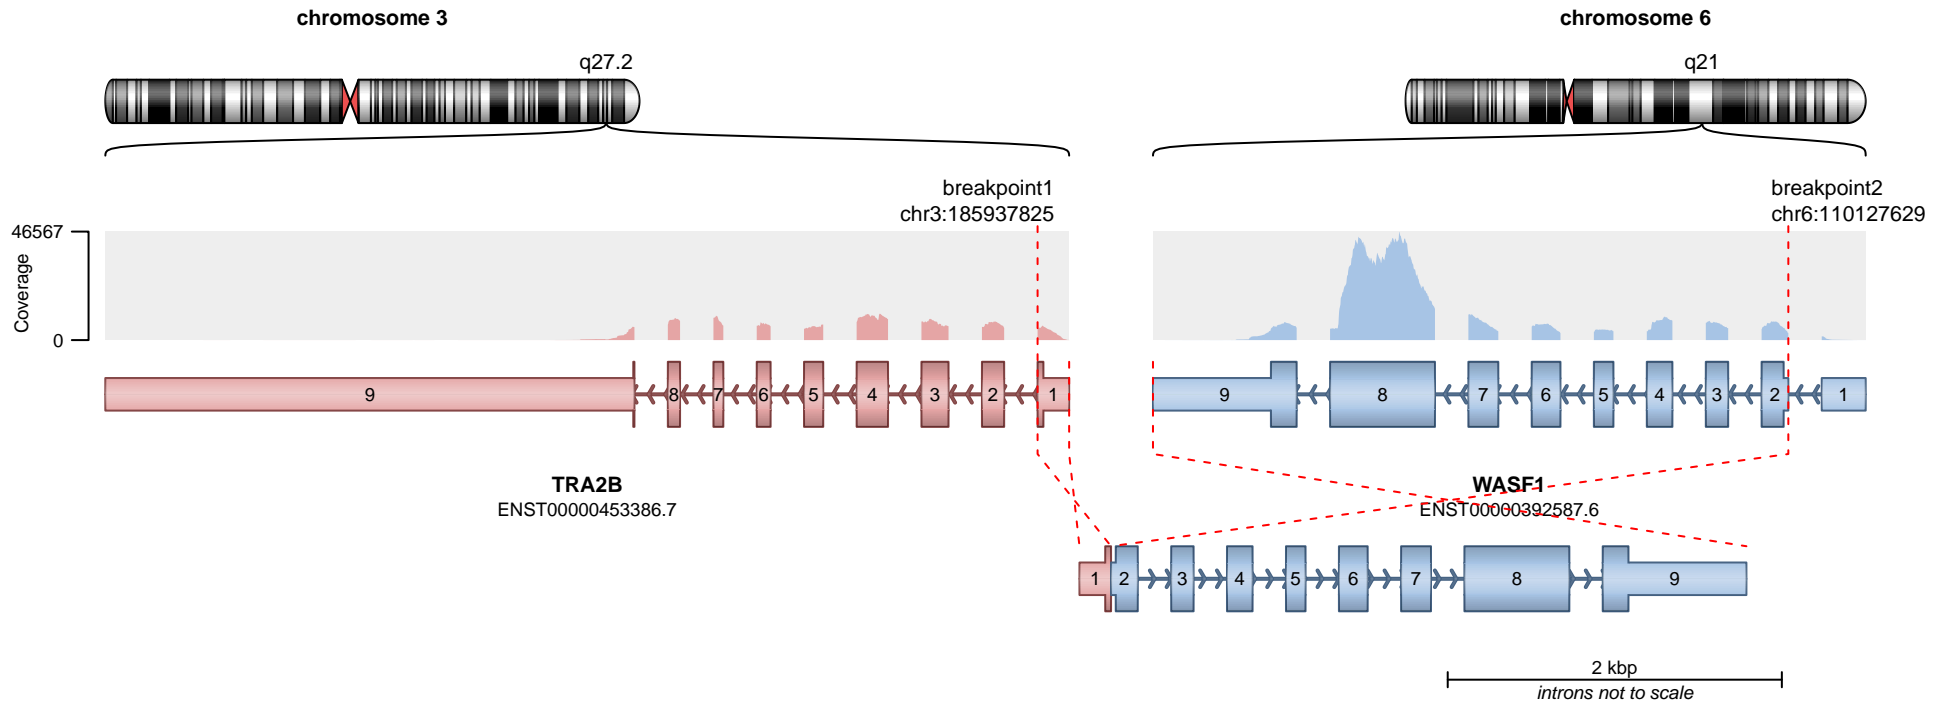 chromosome 3
chromosome 6
q27.2
q21
breakpoint1
chr3:185937825
breakpoint2
chr6:110127629
46567
Coverage
0
9 8 7 6 5 4 3 2 1
9 8 7 6 5 4 3 2 1
TRA2B
ENST00000453386.7
WASF1
ENST00000392587.6
1 2 3 4 5 6 7 8 9
2 kbp
introns not to scale